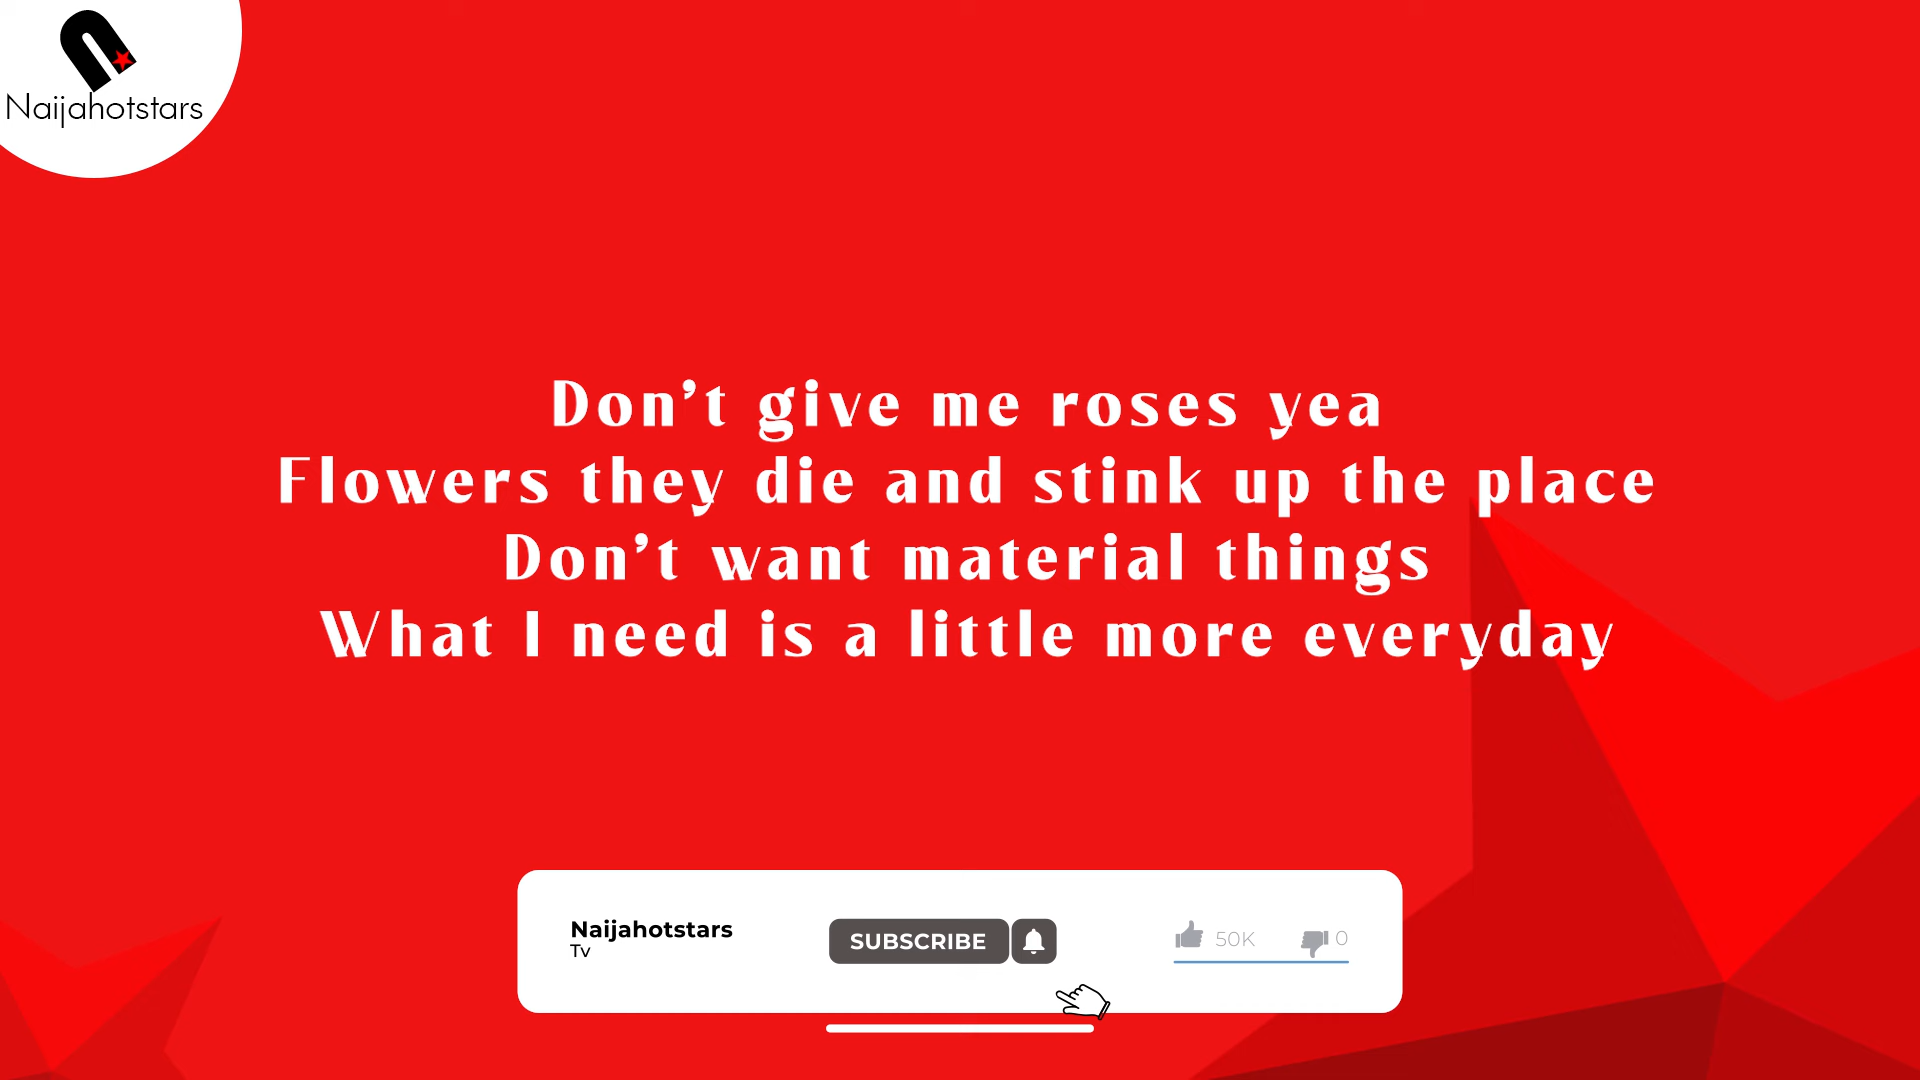 Naijahotstars
Don't give me roses yea
Flowers they die and stink up the place
Don't want material things
What I need is a little more everyday
Naijahotstars
Tv
SUBSCRIBE
50K
0